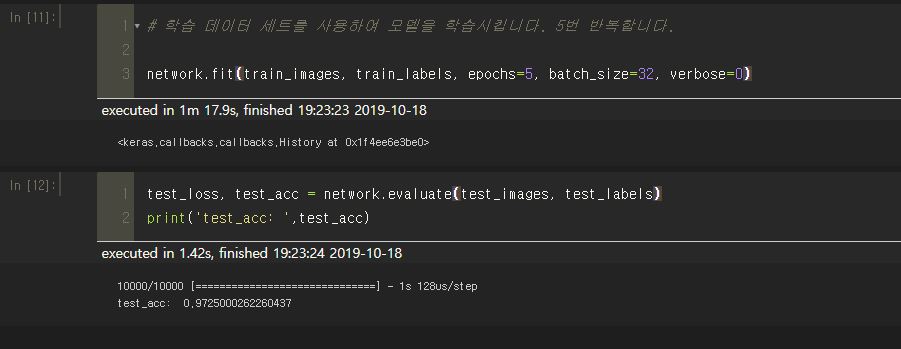 In [11]:
1 # 학습 데이터 세트를 사용하여 모델을 학습시킵니다. 5번 반복합니다.
2
3 network.fit(train_images, train_labels, epochs=5, batch_size=32, verbose=0)
executed in 1m 17.9s, finished 19:23:23 2019-10-18
<keras.callbacks.callbacks.History at 0x1f4ee6e3be0>
In [12]:
1 test_loss, test_acc = network.evaluate(test_images, test_labels)
2 print('test_acc: ',test_acc)
executed in 1.42s, finished 19:23:24 2019-10-18
10000/10000 [==============================] - 1s 128us/step
test_acc:  0.9725000262260437